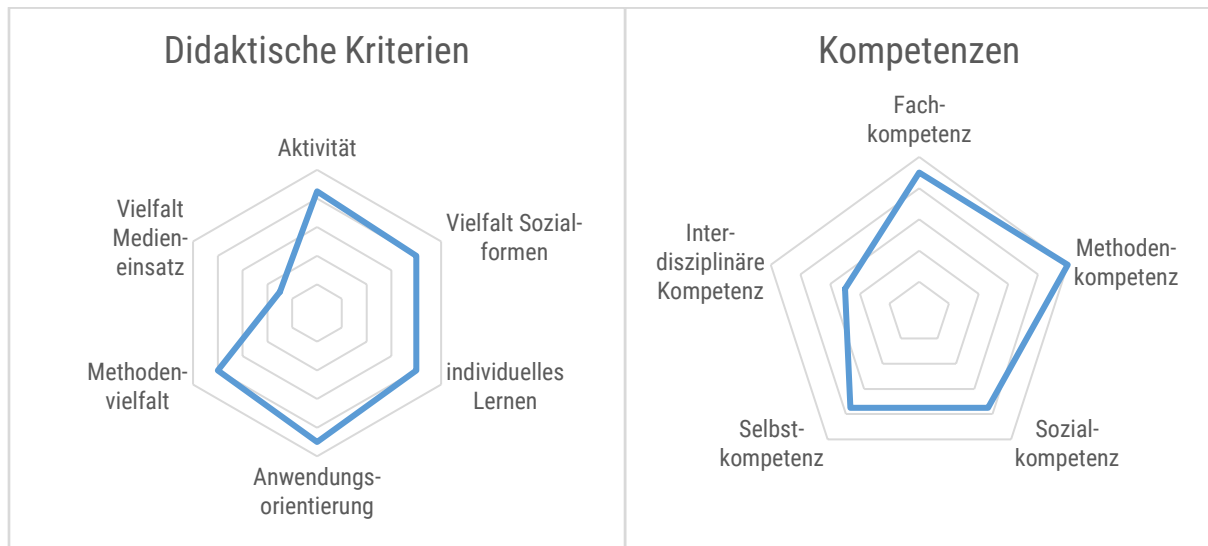 Didaktische Kriterien
Aktivität
Vielfalt Sozial-
formen
individuelles
Lernen
Anwendungs-
orientierung
Methoden-
vielfalt
Vielfalt
Medien-
einsatz
Kompetenzen
Fach-
kompetenz
Methoden-
kompetenz
Sozial-
kompetenz
Selbst-
kompetenz
Inter-
disziplinäre
Kompetenz